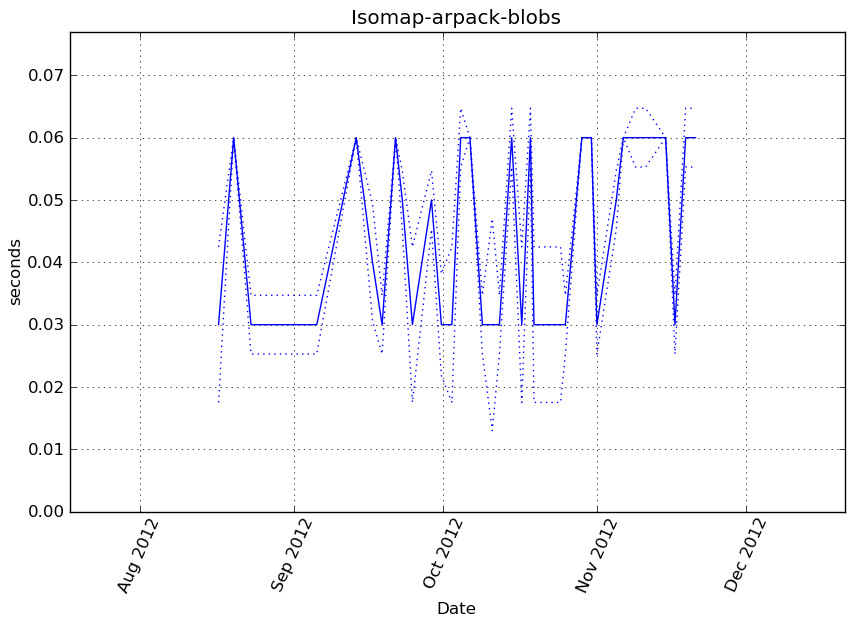 Isomap-arpack-blobs
0.07
0.06
0.05
0.04
0.03
0.02
0.01
0.00
seconds
Aug 2012
Sep 2012
Oct 2012
Nov 2012
Dec 2012
Date